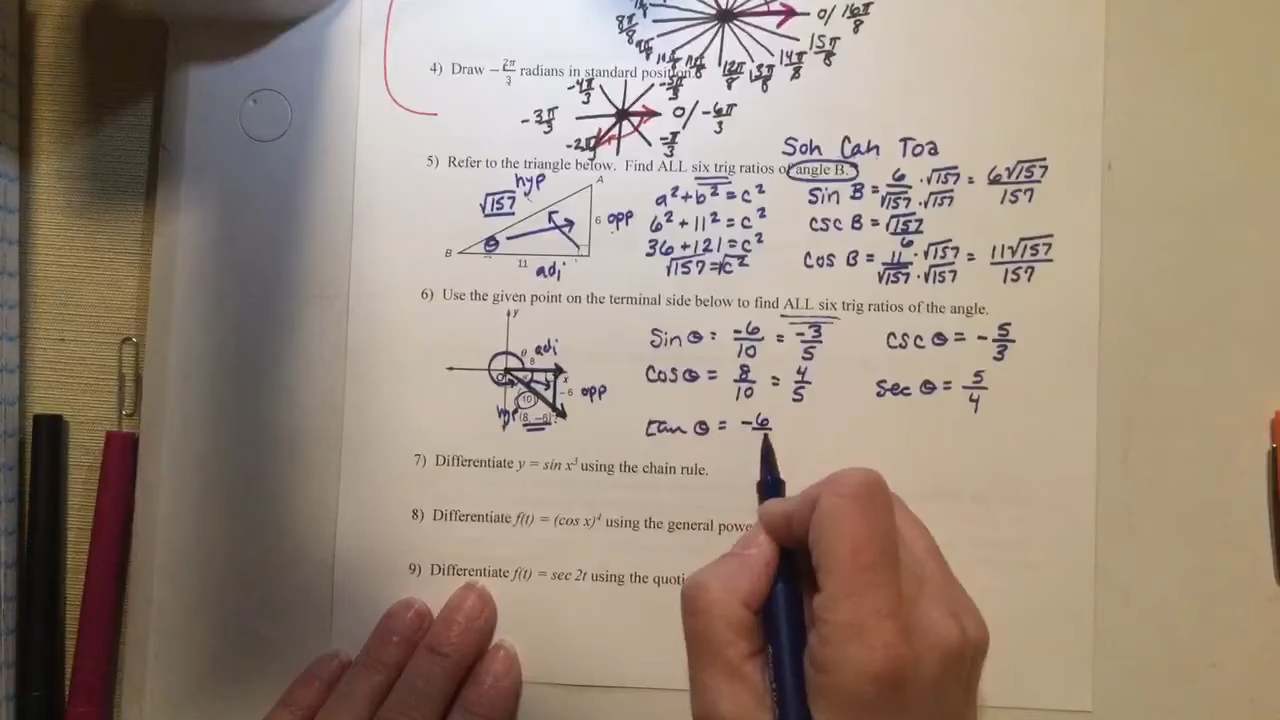 8π/8
0/ 16π/8
15π/8
14π/8
13π/8
12π/8
4) Draw -2π/3 radians in standard position.
-4π/3
-5π/3
-3π/3
0/ -6π/3
-π/3
Soh Cah Toa
5) Refer to the triangle below. Find ALL six trig ratios of angle B.
hyp
A
√157
6 opp
B
θ
11
adj
a² + b² = c²
6² + 11² = c²
36 + 121 = c²
√157 = √c²
sin B = 6/√157 · √157/√157 = 6√157/157
csc B = √157/6
cos B = 11/√157 · √157/√157 = 11√157/157
6) Use the given point on the terminal side below to find ALL six trig ratios of the angle.
y
θ
adj
8
x
-6 opp
10
hyp
(8, -6)
sin θ = -6/10 = -3/5
csc θ = -5/3
cos θ = 8/10 = 4/5
sec θ = 5/4
tan θ = -6
7) Differentiate y = sin x³ using the chain rule.
8) Differentiate f(t) = (cos x)⁴ using the general powe
9) Differentiate f(t) = sec 2t using the quoti